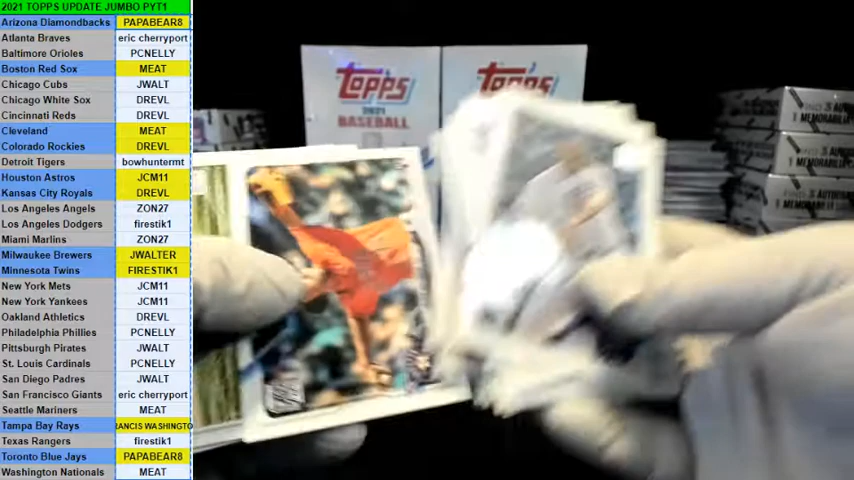 2021 TOPPS UPDATE JUMBO PYT1
Arizona Diamondbacks PAPABEAR8
Atlanta Braves eric cherryport
Baltimore Orioles PCNELLY
Boston Red Sox MEAT
Chicago Cubs JWALT
Chicago White Sox DREVL
Cincinnati Reds DREVL
Cleveland MEAT
Colorado Rockies DREVL
Detroit Tigers bowhuntermt
Houston Astros JCM11
Kansas City Royals DREVL
Los Angeles Angels ZON27
Los Angeles Dodgers firestik1
Miami Marlins ZON27
Milwaukee Brewers JWALTER
Minnesota Twins FIRESTIK1
New York Mets JCM11
New York Yankees JCM11
Oakland Athletics DREVL
Philadelphia Phillies PCNELLY
Pittsburgh Pirates JWALT
St. Louis Cardinals PCNELLY
San Diego Padres JWALT
San Francisco Giants eric cherryport
Seattle Mariners MEAT
Tampa Bay Rays RANCIS WASHINGTO
Texas Rangers firestik1
Toronto Blue Jays PAPABEAR8
Washington Nationals MEAT
Topps
2021
BASEBALL
Topps